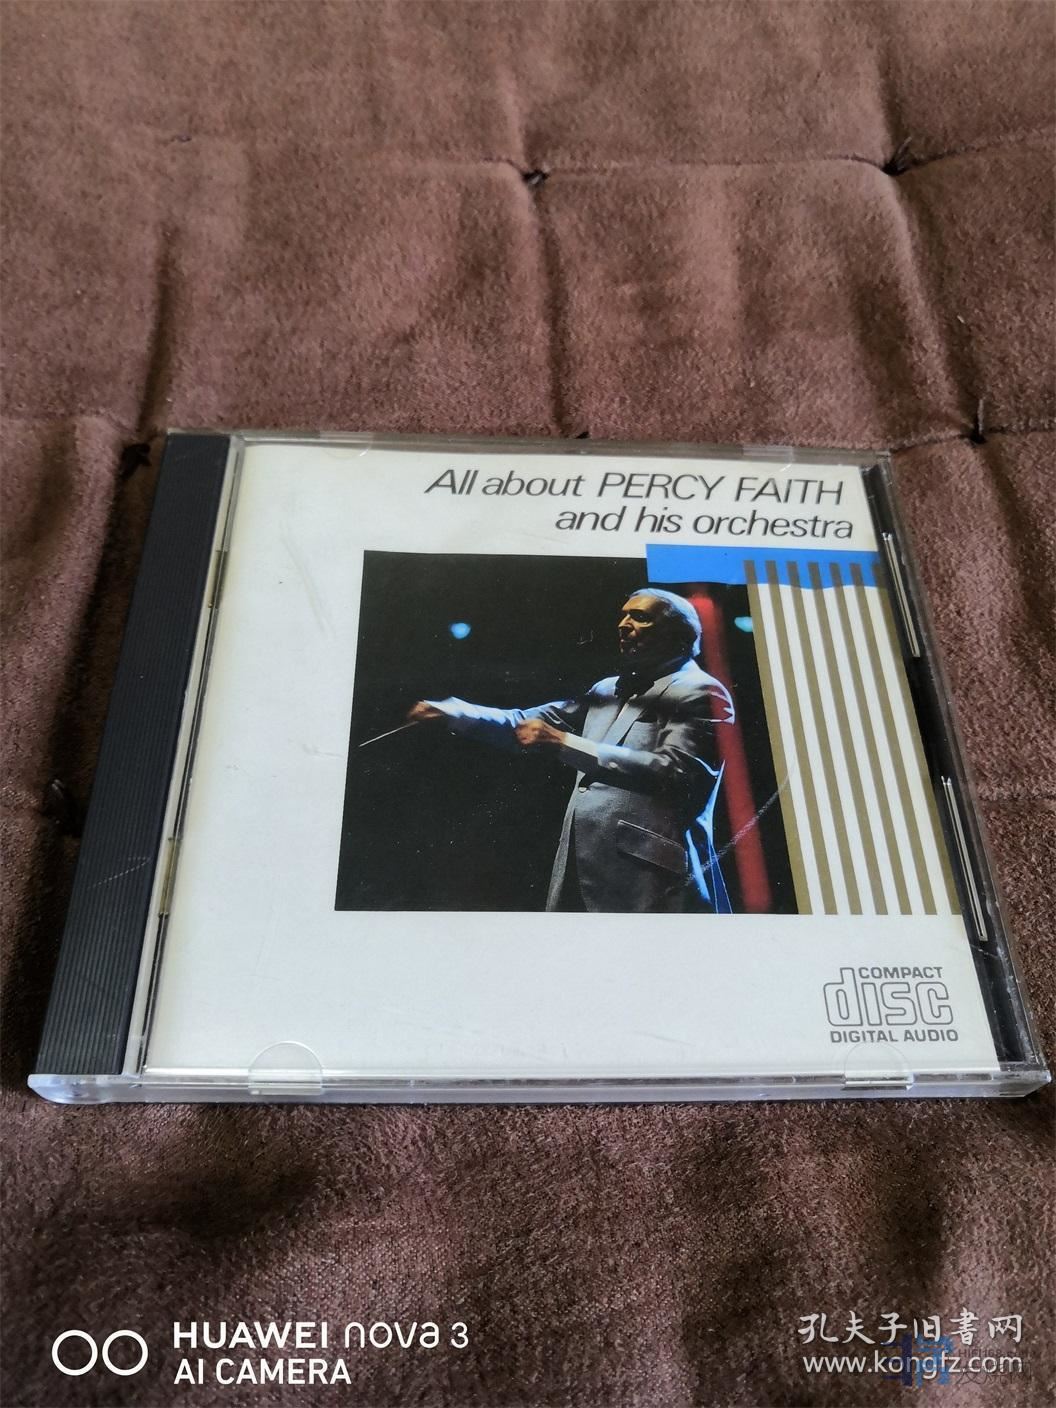 All about PERCY FAITH
and his orchestra
COMPACT
disc
DIGITAL AUDIO
HUAWEI nova 3
AI CAMERA
孔夫子旧書网
www.kongfz.com